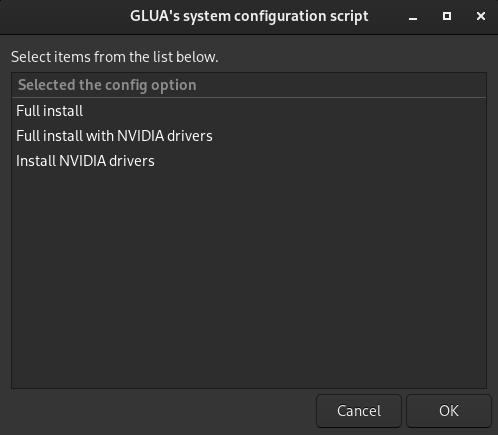 GLUA's system configuration script
Select items from the list below.
Selected the config option
Full install
Full install with NVIDIA drivers
Install NVIDIA drivers
Cancel
OK